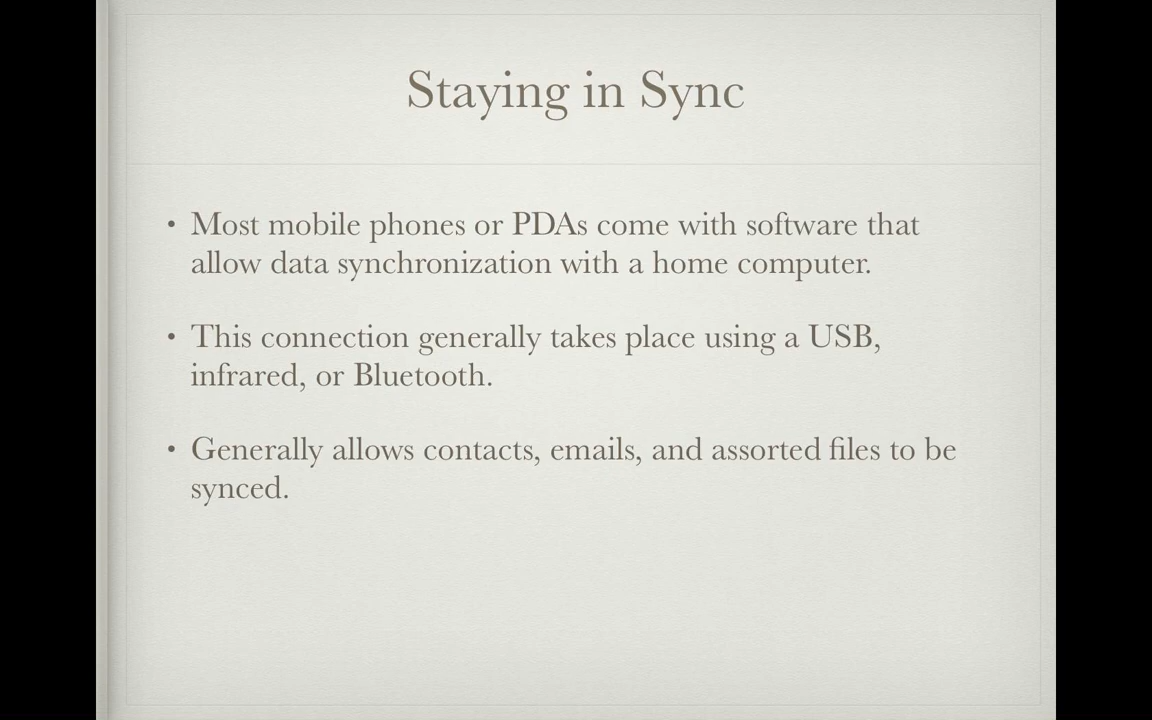 Staying in Sync
• Most mobile phones or PDAs come with software that
allow data synchronization with a home computer.
• This connection generally takes place using a USB,
infrared, or Bluetooth.
• Generally allows contacts, emails, and assorted files to be
synced.